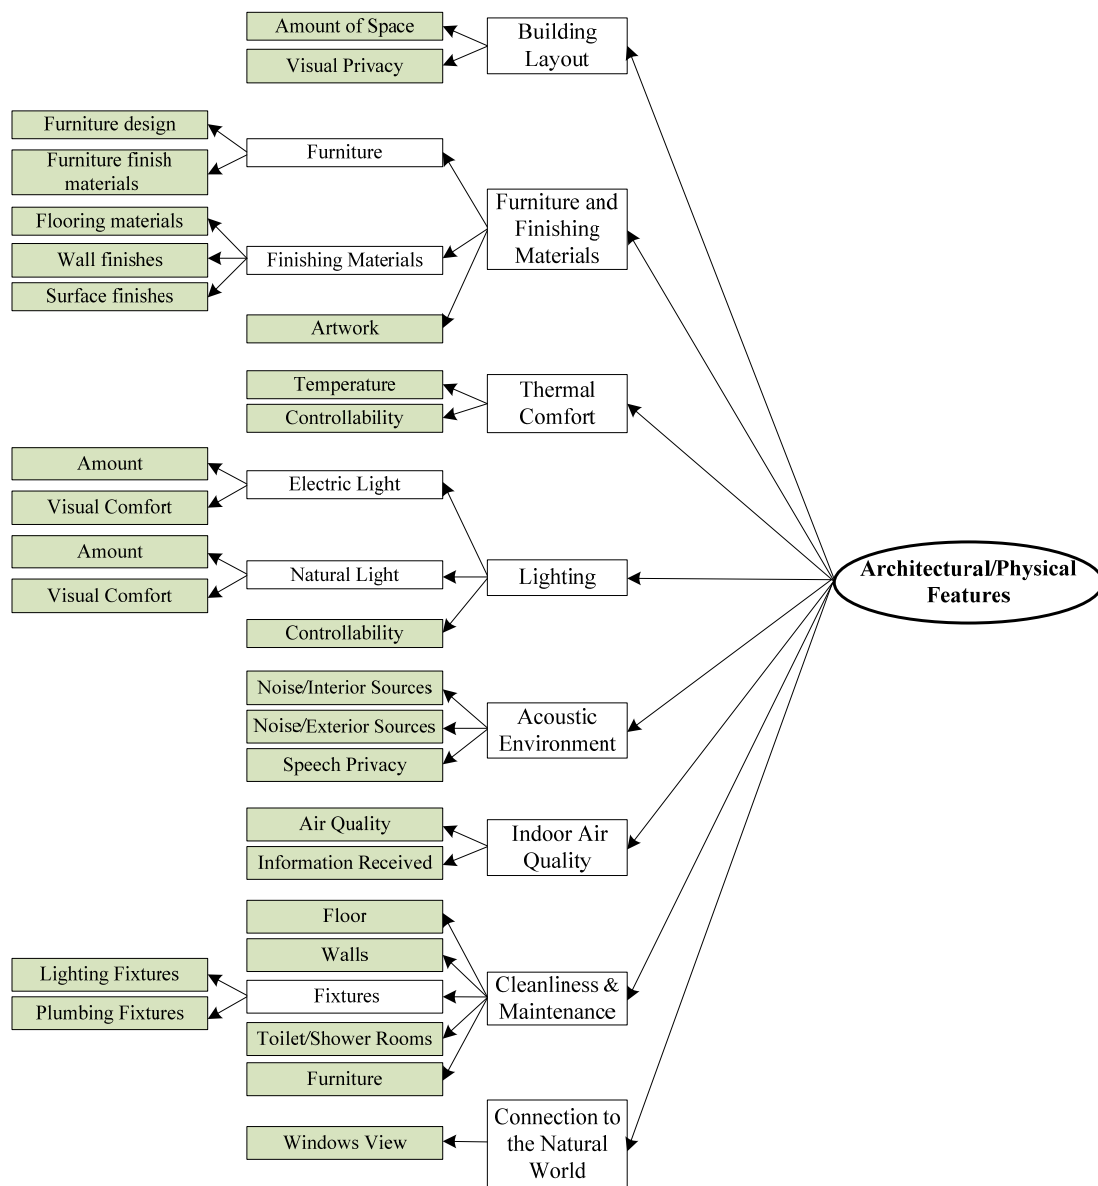 Amount of Space
Visual Privacy
Building
Layout
Furniture design
Furniture finish
materials
Furniture
Flooring materials
Wall finishes
Surface finishes
Finishing Materials
Artwork
Furniture and
Finishing
Materials
Temperature
Controllability
Thermal
Comfort
Amount
Visual Comfort
Electric Light
Amount
Visual Comfort
Natural Light
Controllability
Lighting
Architectural/Physical
Features
Noise/Interior Sources
Noise/Exterior Sources
Speech Privacy
Acoustic
Environment
Air Quality
Information Received
Indoor Air
Quality
Floor
Walls
Lighting Fixtures
Plumbing Fixtures
Fixtures
Toilet/Shower Rooms
Furniture
Cleanliness &
Maintenance
Windows View
Connection to
the Natural
World